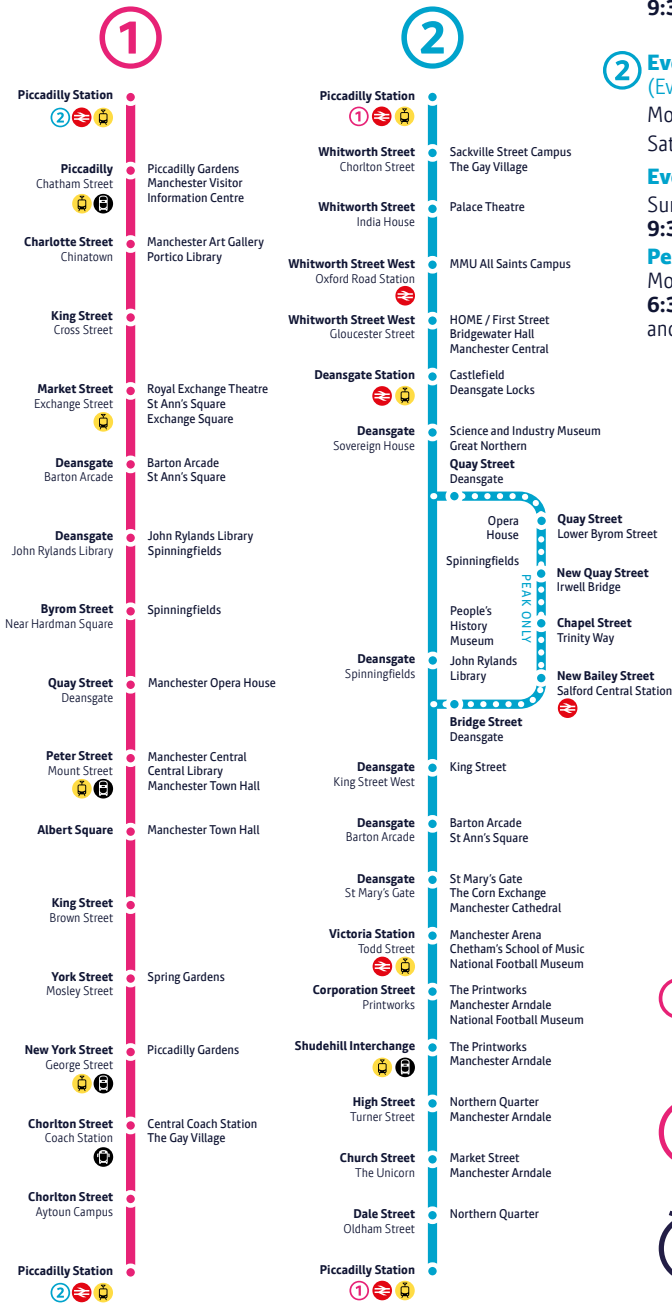 1
Piccadilly Station
2
Piccadilly
Chatham Street
Piccadilly Gardens
Manchester Visitor
Information Centre
Charlotte Street
Chinatown
Manchester Art Gallery
Portico Library
King Street
Cross Street
Market Street
Exchange Street
Royal Exchange Theatre
St Ann's Square
Exchange Square
Deansgate
Barton Arcade
Barton Arcade
St Ann's Square
Deansgate
John Rylands Library
John Rylands Library
Spinningfields
Byrom Street
Near Hardman Square
Spinningfields
Quay Street
Deansgate
Manchester Opera House
Peter Street
Mount Street
Manchester Central
Central Library
Manchester Town Hall
Albert Square
Manchester Town Hall
King Street
Brown Street
York Street
Mosley Street
Spring Gardens
New York Street
George Street
Piccadilly Gardens
Chorlton Street
Coach Station
Central Coach Station
The Gay Village
Chorlton Street
Aytoun Campus
Piccadilly Station
2
2
Piccadilly Station
1
Whitworth Street
Chorlton Street
Sackville Street Campus
The Gay Village
Whitworth Street
India House
Palace Theatre
Whitworth Street West
Oxford Road Station
MMU All Saints Campus
Whitworth Street West
Gloucester Street
HOME / First Street
Bridgewater Hall
Manchester Central
Deansgate Station
Castlefield
Deansgate Locks
Deansgate
Sovereign House
Science and Industry Museum
Great Northern
Quay Street
Deansgate
Opera
House
Quay Street
Lower Byrom Street
Spinningfields
New Quay Street
Irwell Bridge
PEAK ONLY
People's
History
Museum
Chapel Street
Trinity Way
Deansgate
Spinningfields
John Rylands
Library
New Bailey Street
Salford Central Station
Bridge Street
Deansgate
Deansgate
King Street West
King Street
Deansgate
Barton Arcade
Barton Arcade
St Ann's Square
Deansgate
St Mary's Gate
St Mary's Gate
The Corn Exchange
Manchester Cathedral
Victoria Station
Todd Street
Manchester Arena
Chetham's School of Music
National Football Museum
Corporation Street
Printworks
The Printworks
Manchester Arndale
National Football Museum
Shudehill Interchange
The Printworks
Manchester Arndale
High Street
Turner Street
Northern Quarter
Manchester Arndale
Church Street
The Unicorn
Market Street
Manchester Arndale
Dale Street
Oldham Street
Northern Quarter
Piccadilly Station
1
2